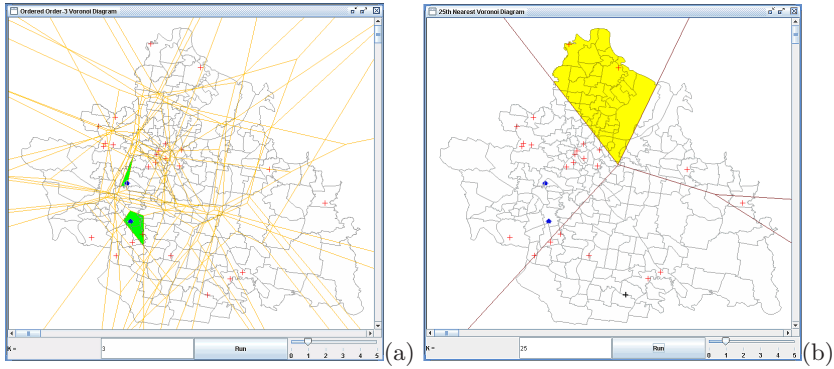 Ordered Order-3 Voronoi Diagram
K =
3
Run
0 1 2 3 4 5
(a)
25th Nearest Voronoi Diagram
K =
25
Run
0 1 2 3 4 5
(b)